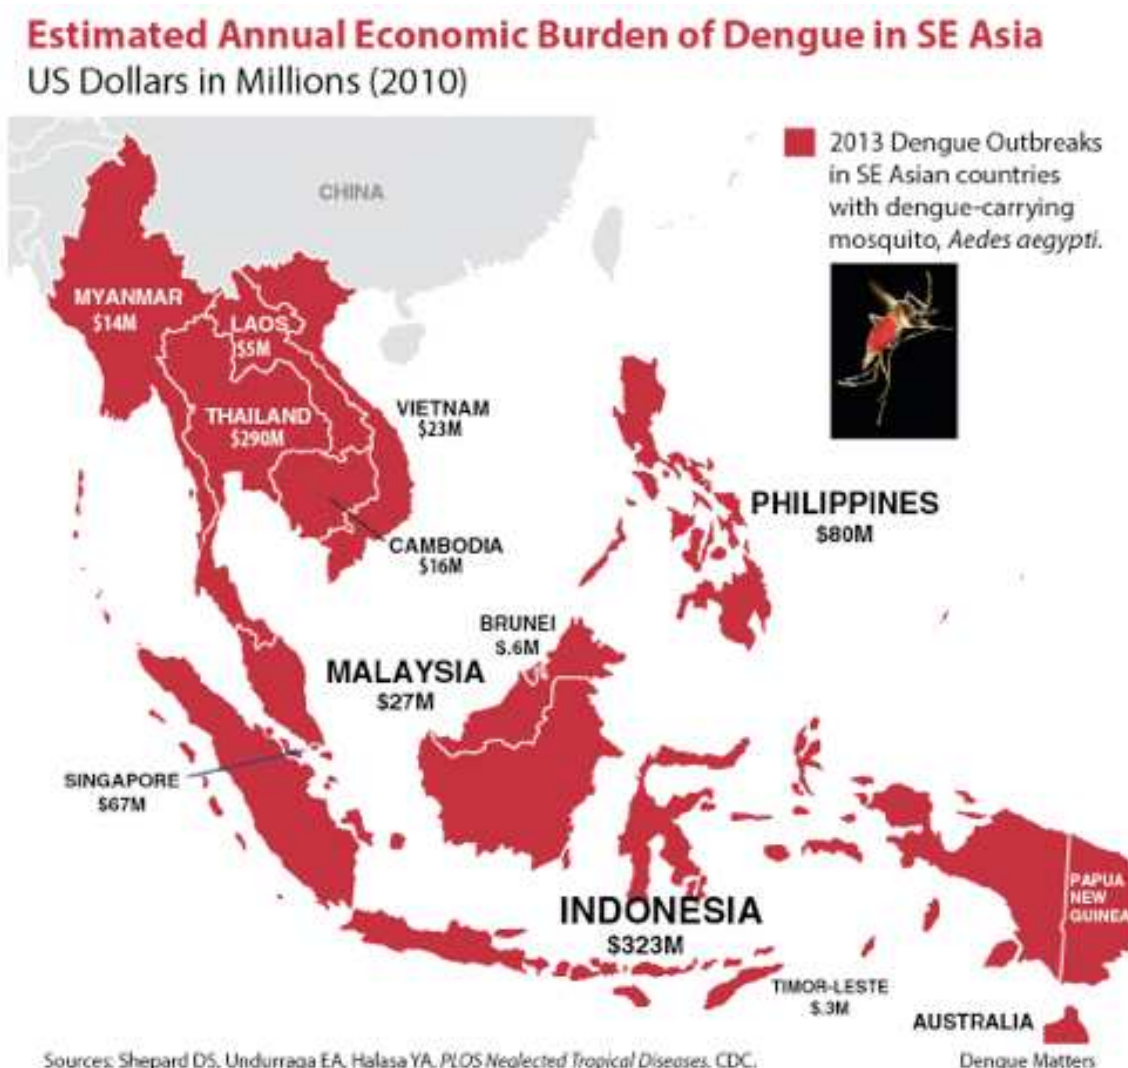 Estimated Annual Economic Burden of Dengue in SE Asia
US Dollars in Millions (2010)
2013 Dengue Outbreaks
in SE Asian countries
with dengue-carrying
mosquito, Aedes aegypti.
CHINA
MYANMAR
$14M
LAOS
$5M
THAILAND
$290M
VIETNAM
$23M
CAMBODIA
$16M
PHILIPPINES
$80M
BRUNEI
$.6M
MALAYSIA
$27M
SINGAPORE
$67M
INDONESIA
$323M
PAPUA
NEW
GUINEA
TIMOR-LESTE
$.3M
AUSTRALIA
Sources: Shepard DS, Undurraga EA, Halasa YA, PLOS Neglected Tropical Diseases, CDC.
Dengue Matters